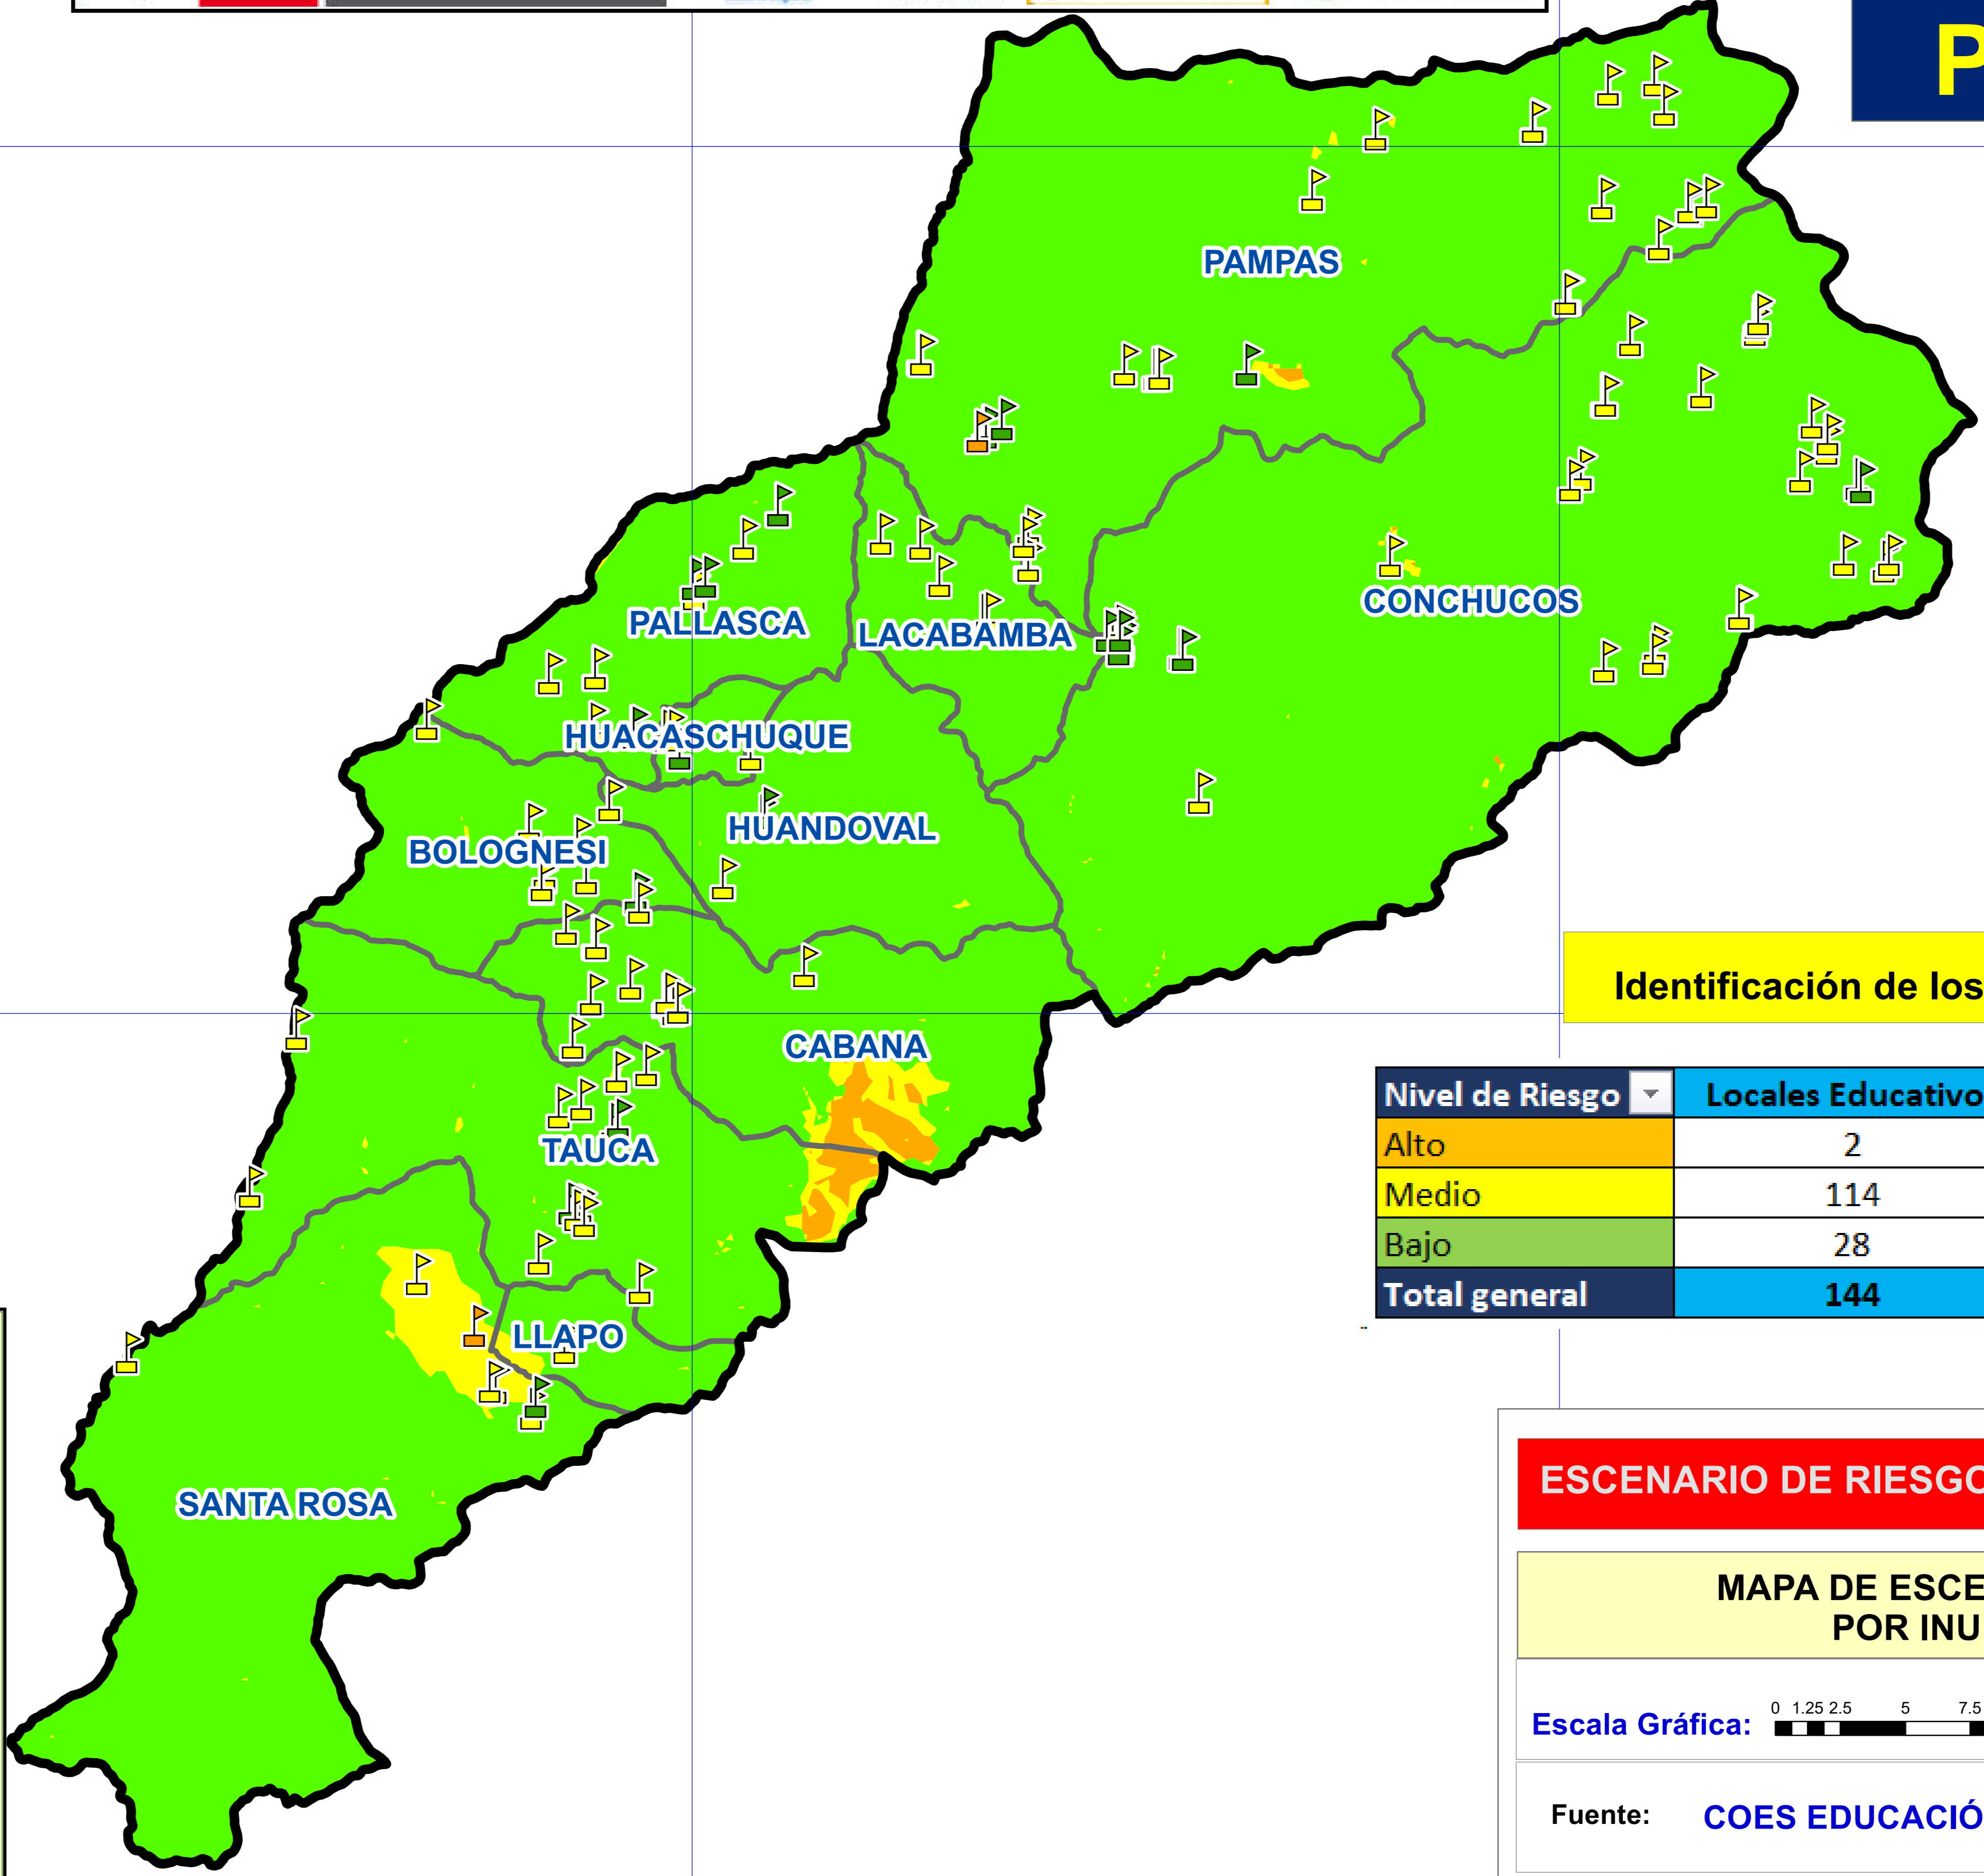 P
PAMPAS
PALLASCA
LACABAMBA
CONCHUCOS
HUACASCHUQUE
HUANDOVAL
BOLOGNESI
CABANA
TAUCA
LLAPO
SANTA ROSA
Identificación de los
Nivel de Riesgo Locales Educativo
Alto 2
Medio 114
Bajo 28
Total general 144
ESCENARIO DE RIESGO
MAPA DE ESCE
POR INU
Escala Gráfica: 0 1.25 2.5 5 7.5
Fuente: COES EDUCACIÓ